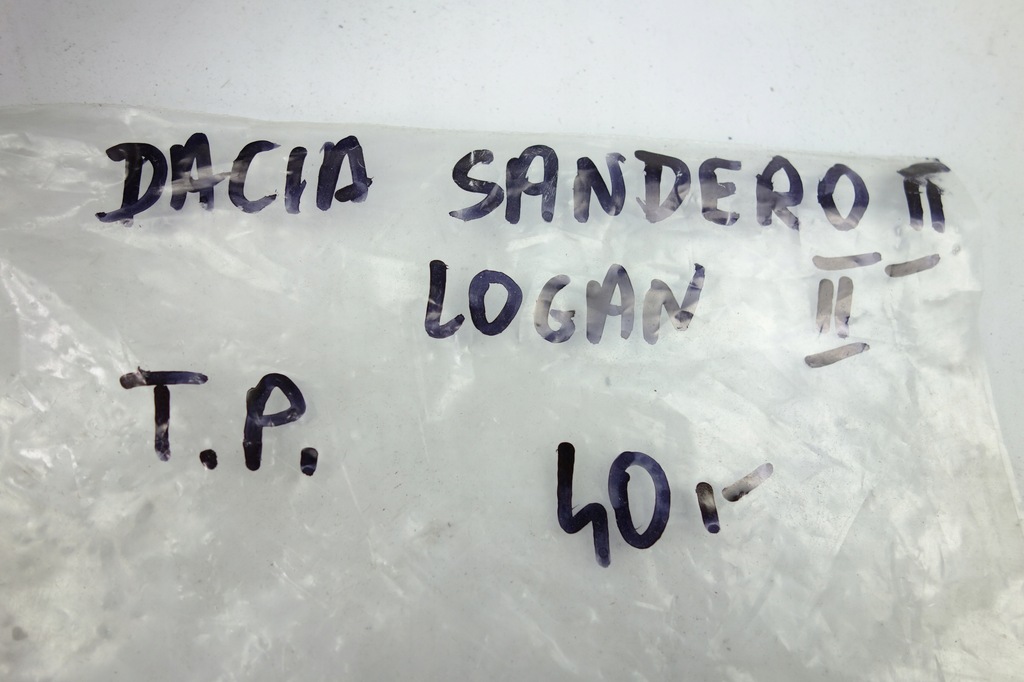 DACIA SANDERO II
LOGAN II
T.P. 40,-